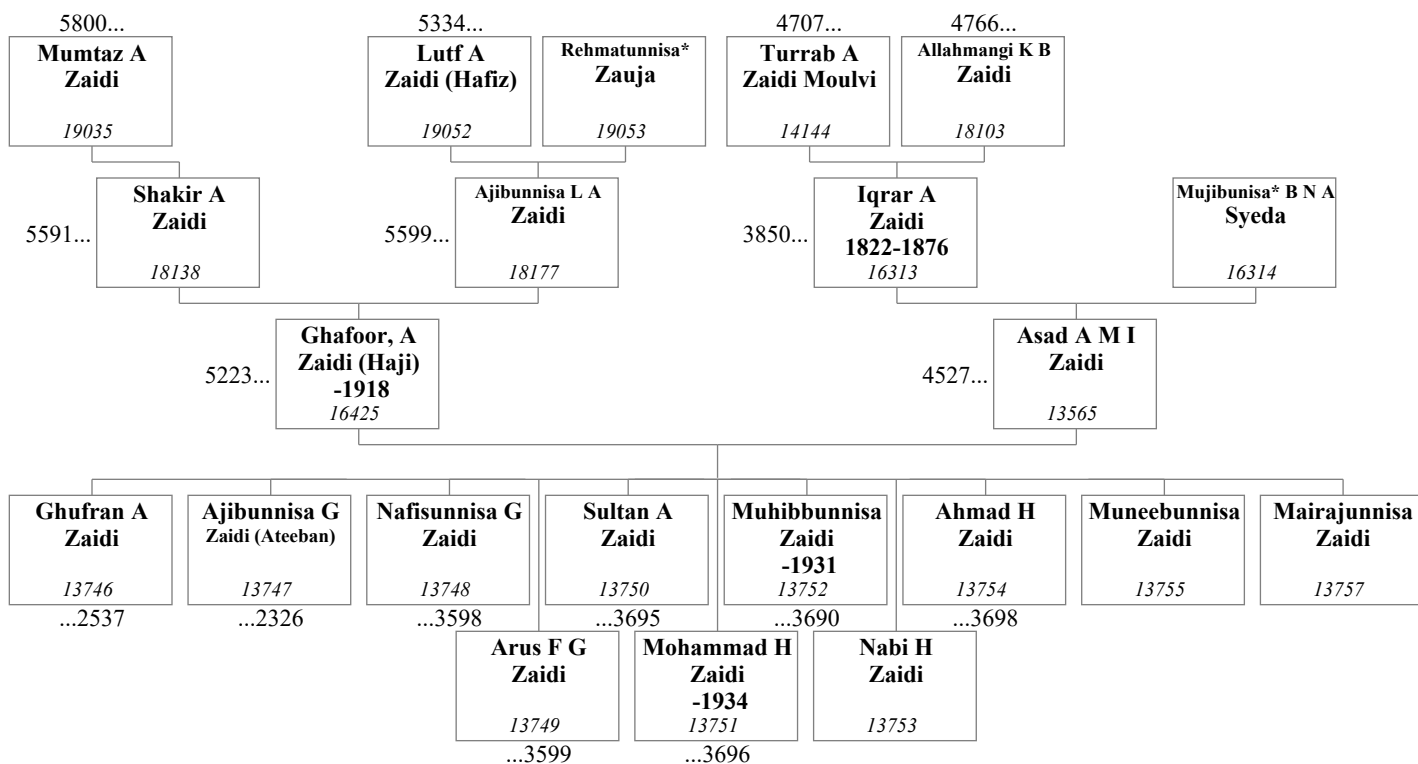 5800...
5334...
4707...
4766...
Mumtaz A
Zaidi
19035
Lutf A
Zaidi (Hafiz)
19052
Rehmatunnisa*
Zauja
19053
Turrab A
Zaidi Moulvi
14144
Allahmangi K B
Zaidi
18103
5591...
Shakir A
Zaidi
18138
5599...
Ajibunnisa L A
Zaidi
18177
3850...
Iqrar A
Zaidi
1822-1876
16313
Mujibunisa* B N A
Syeda
16314
5223...
Ghafoor, A
Zaidi (Haji)
-1918
16425
4527...
Asad A M I
Zaidi
13565
Ghufran A
Zaidi
13746
...2537
Ajibunnisa G
Zaidi (Ateeban)
13747
...2326
Nafisunnisa G
Zaidi
13748
...3598
Sultan A
Zaidi
13750
...3695
Muhibbunnisa
Zaidi
-1931
13752
...3690
Ahmad H
Zaidi
13754
...3698
Muneebunnisa
Zaidi
13755
Mairajunnisa
Zaidi
13757
Arus F G
Zaidi
13749
...3599
Mohammad H
Zaidi
-1934
13751
...3696
Nabi H
Zaidi
13753